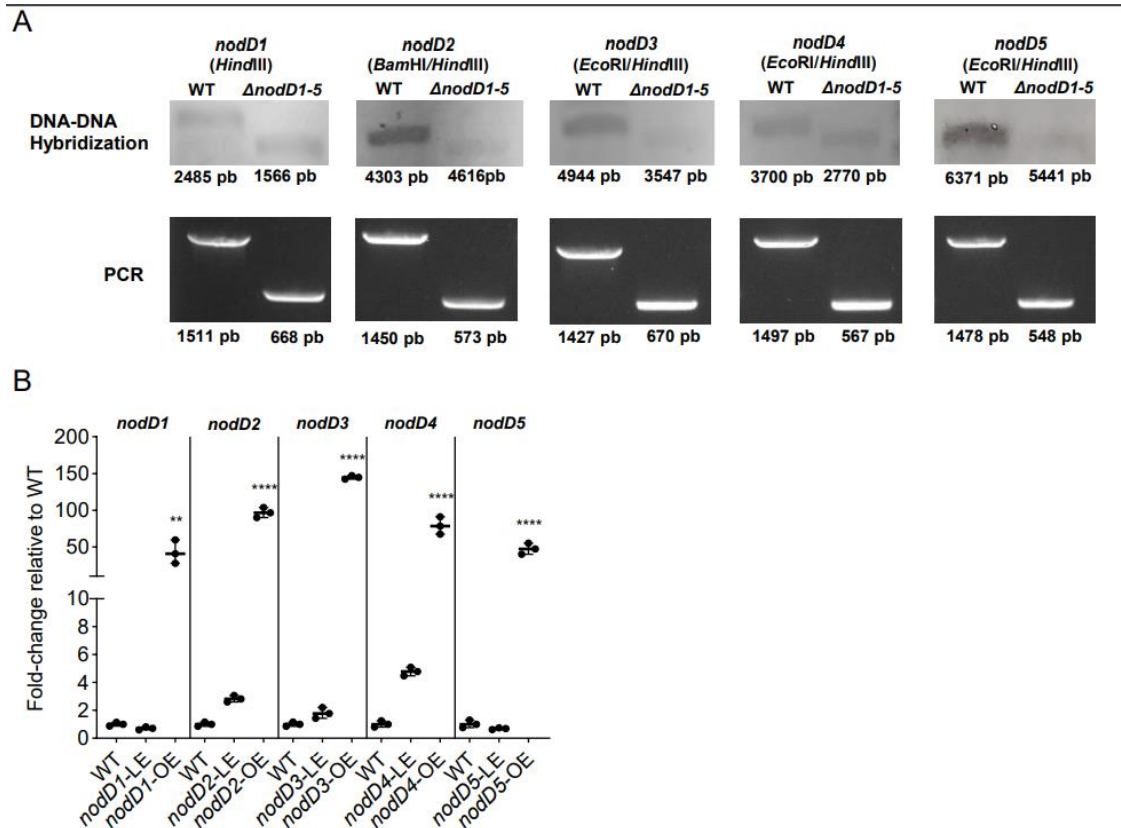 A
nodD1 nodD2 nodD3 nodD4 nodD5
(HindIII) (BamHI/HindIII) (EcoRI/HindIII) (EcoRI/HindIII) (EcoRI/HindIII)
WT ΔnodD1-5 WT ΔnodD1-5 WT ΔnodD1-5 WT ΔnodD1-5 WT ΔnodD1-5
DNA-DNA
Hybridization
2485 pb 1566 pb 4303 pb 4616pb 4944 pb 3547 pb 3700 pb 2770 pb 6371 pb 5441 pb
PCR
1511 pb 668 pb 1450 pb 573 pb 1427 pb 670 pb 1497 pb 567 pb 1478 pb 548 pb
B
nodD1 nodD2 nodD3 nodD4 nodD5
Fold-change relative to WT
200
150
100
50
10
8
6
4
2
0
** **** **** **** ****
WT nodD1-LE nodD1-OE WT nodD2-LE nodD2-OE WT nodD3-LE nodD3-OE WT nodD4-LE nodD4-OE WT nodD5-LE nodD5-OE